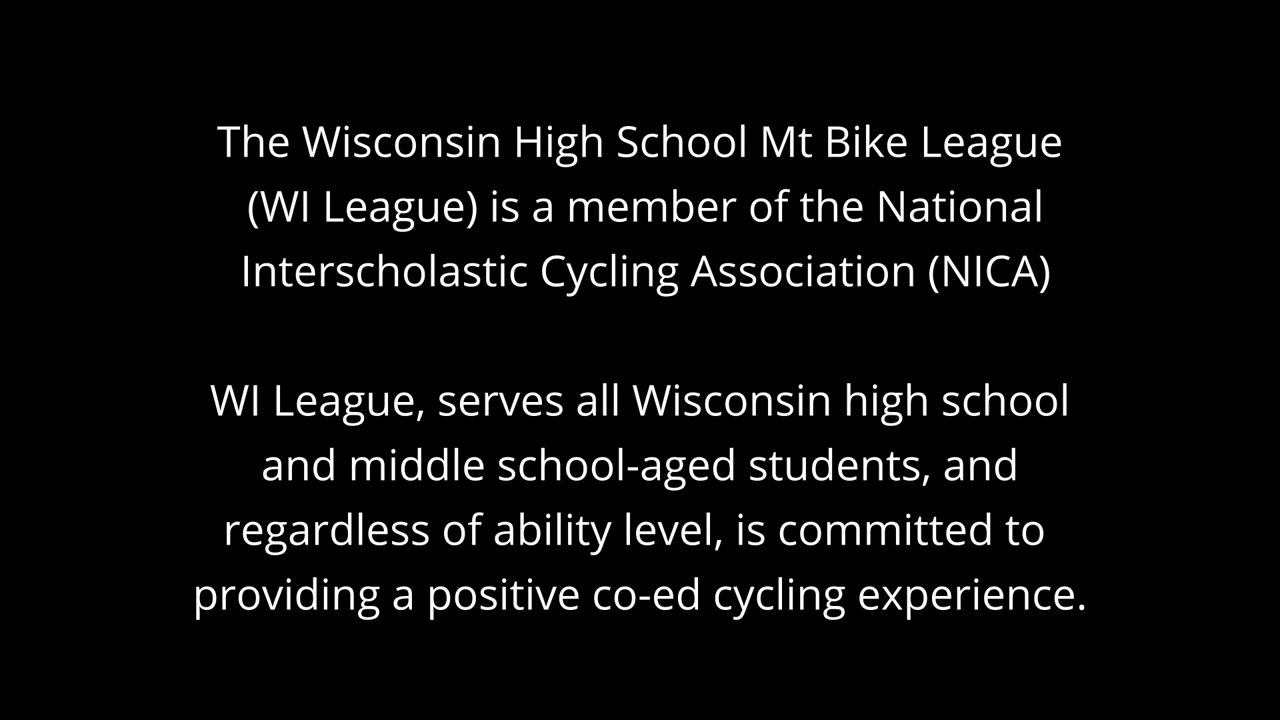 The Wisconsin High School Mt Bike League
(WI League) is a member of the National
Interscholastic Cycling Association (NICA)
WI League, serves all Wisconsin high school
and middle school-aged students, and
regardless of ability level, is committed to
providing a positive co-ed cycling experience.